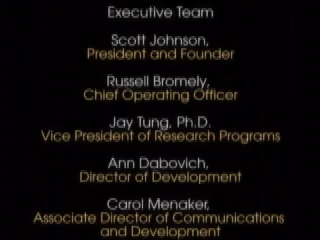 Executive Team
Scott Johnson,
President and Founder
Russell Bromely,
Chief Operating Officer
Jay Tung, Ph.D.
Vice President of Research Programs
Ann Dabovich,
Director of Development
Carol Menaker,
Associate Director of Communications
and Development